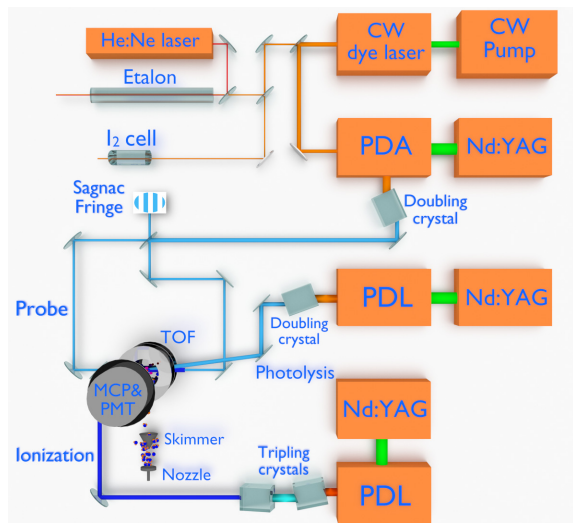 He:Ne laser
CW
dye laser
CW
Pump
Etalon
I₂ cell
PDA
Nd:YAG
Sagnac
Fringe
Doubling
crystal
Probe
TOF
Doubling
crystal
PDL
Nd:YAG
Photolysis
MCP&
PMT
Nd:YAG
Skimmer
Ionization
Nozzle
Tripling
crystals
PDL